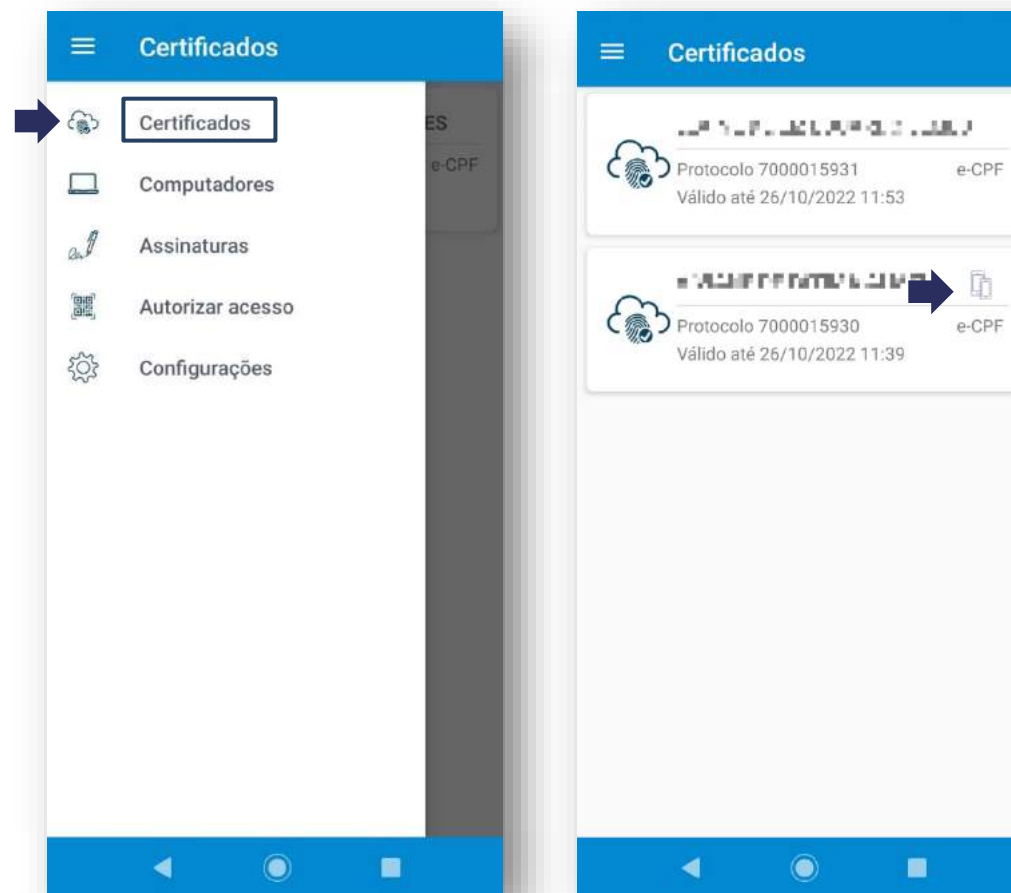 Certificados
Certificados
ES
e-CPF
Computadores
Assinaturas
Autorizar acesso
Configurações
Certificados
Protocolo 7000015931 e-CPF
Válido até 26/10/2022 11:53
Protocolo 7000015930 e-CPF
Válido até 26/10/2022 11:39